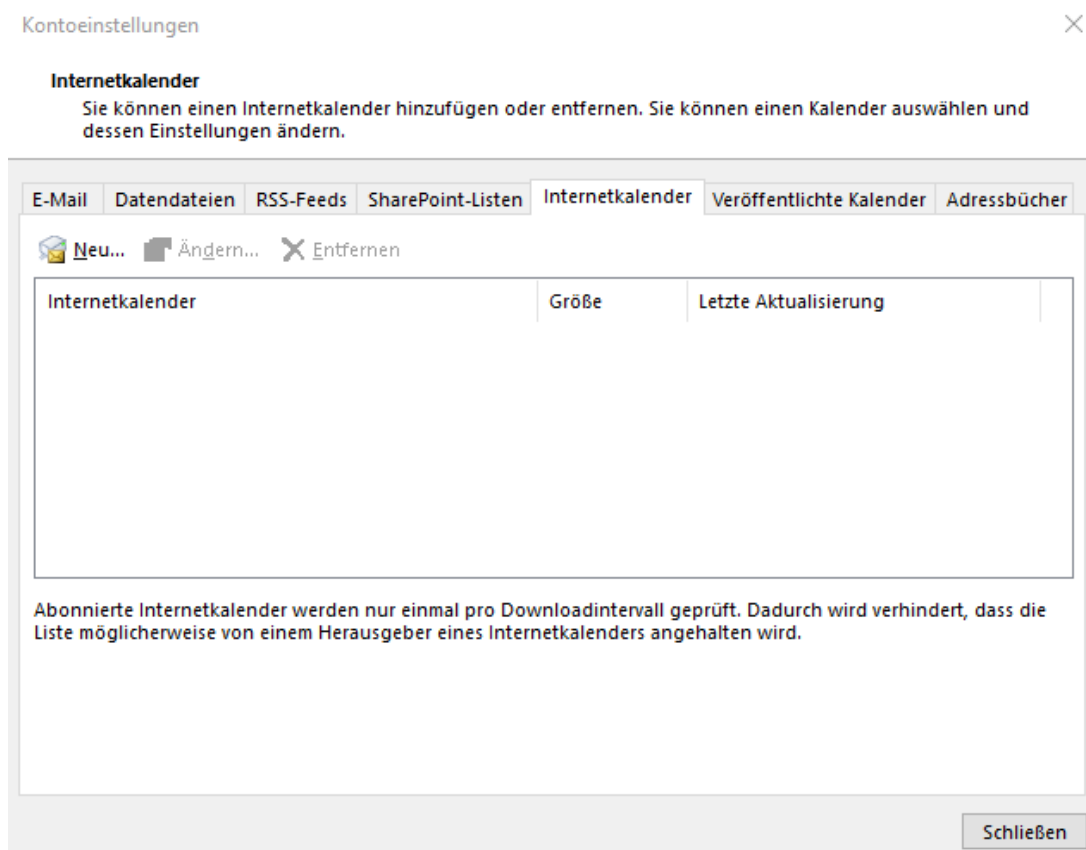 Kontoeinstellungen
Internetkalender
Sie können einen Internetkalender hinzufügen oder entfernen. Sie können einen Kalender auswählen und
dessen Einstellungen ändern.
E-Mail Datendateien RSS-Feeds SharePoint-Listen Internetkalender Veröffentlichte Kalender Adressbücher
Neu... Ändern... Entfernen
Internetkalender Größe Letzte Aktualisierung
Abonnierte Internetkalender werden nur einmal pro Downloadintervall geprüft. Dadurch wird verhindert, dass die
Liste möglicherweise von einem Herausgeber eines Internetkalenders angehalten wird.
Schließen